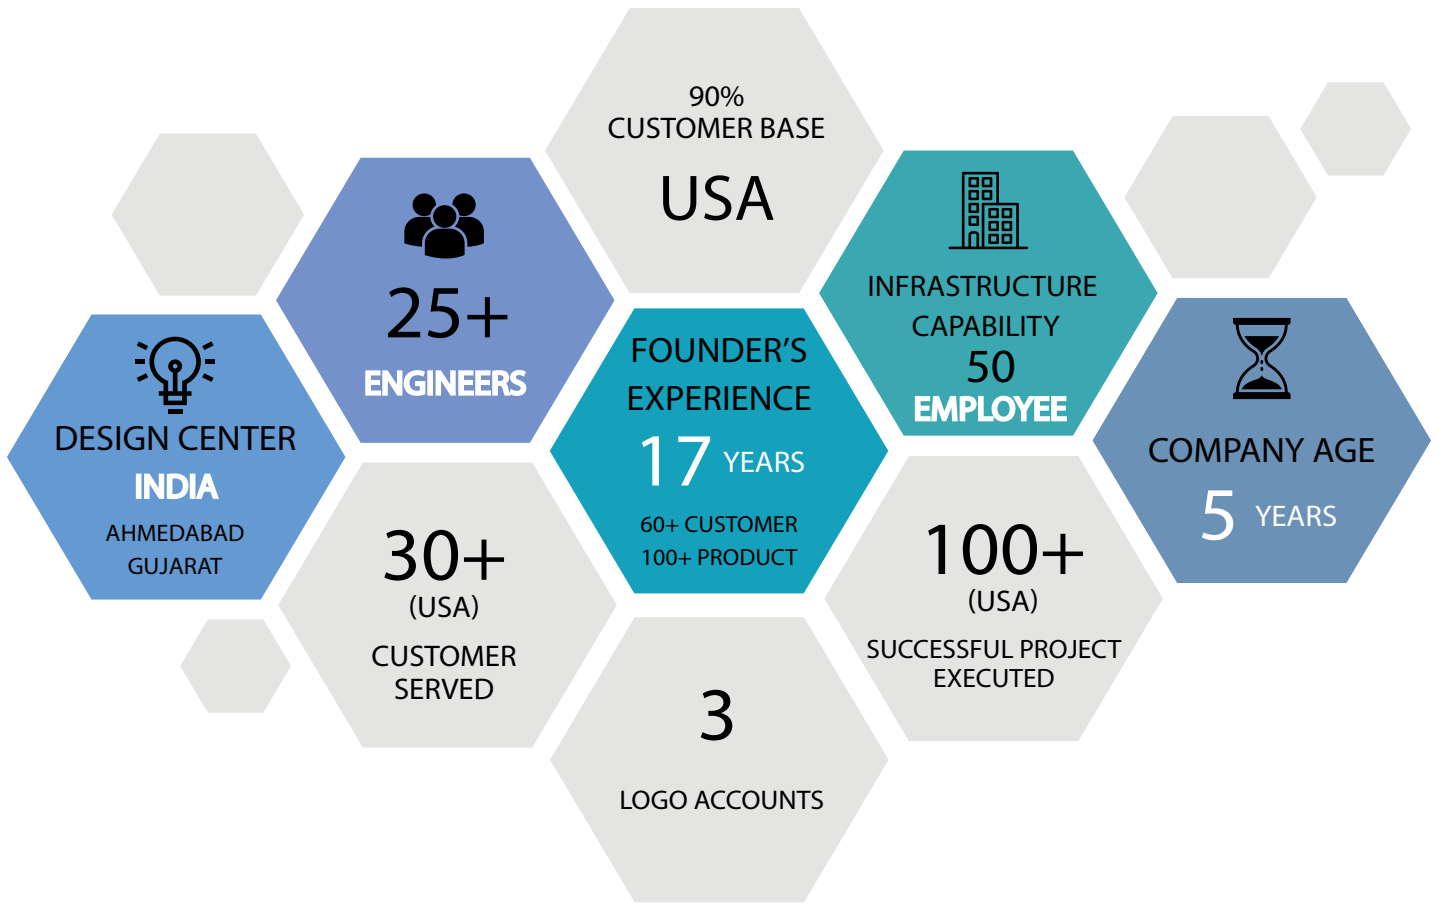 90%
CUSTOMER BASE
USA
25+
ENGINEERS
INFRASTRUCTURE
CAPABILITY
50
EMPLOYEE
DESIGN CENTER
INDIA
AHMEDABAD
GUJARAT
FOUNDER’S
EXPERIENCE
17 YEARS
60+ CUSTOMER
100+ PRODUCT
COMPANY AGE
5 YEARS
30+
(USA)
CUSTOMER
SERVED
100+
(USA)
SUCCESSFUL PROJECT
EXECUTED
3
LOGO ACCOUNTS